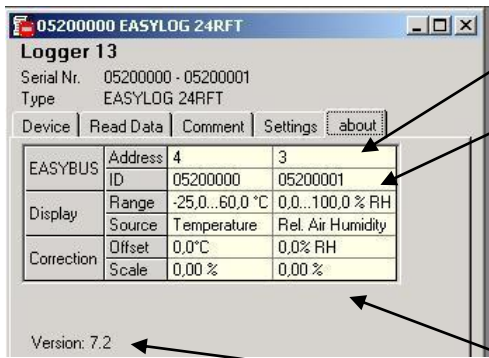 05200000 EASYLOG 24RFT
Logger 13
Serial Nr. 05200000 - 05200001
Type EASYLOG 24RFT
Device Read Data Comment Settings about
EASYBUS Address 4 3
ID 05200000 05200001
Display Range -25,0...60,0 °C 0,0...100,0 % RH
Source Temperature Rel. Air Humidity
Correction Offset 0,0°C 0,0% RH
Scale 0,00 % 0,00 %
Version: 7.2